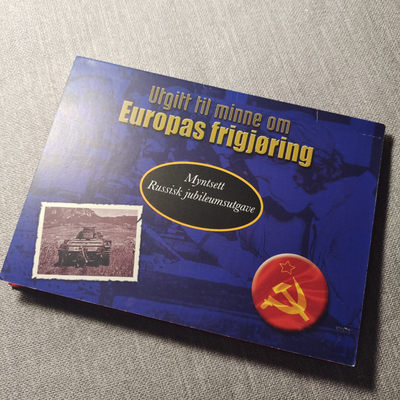 Utgitt til minne om
Europas frigjøring
Myntsett
Russisk jubileumsutgave